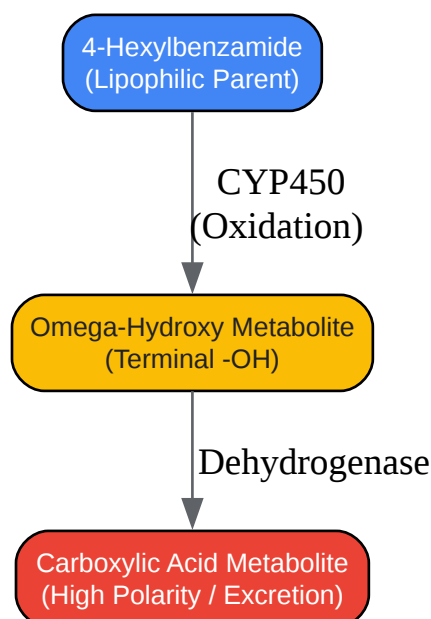 4-Hexylbenzamide
(Lipophilic Parent)
CYP450
(Oxidation)
Omega-Hydroxy Metabolite
(Terminal -OH)
Dehydrogenase
Carboxylic Acid Metabolite
(High Polarity / Excretion)